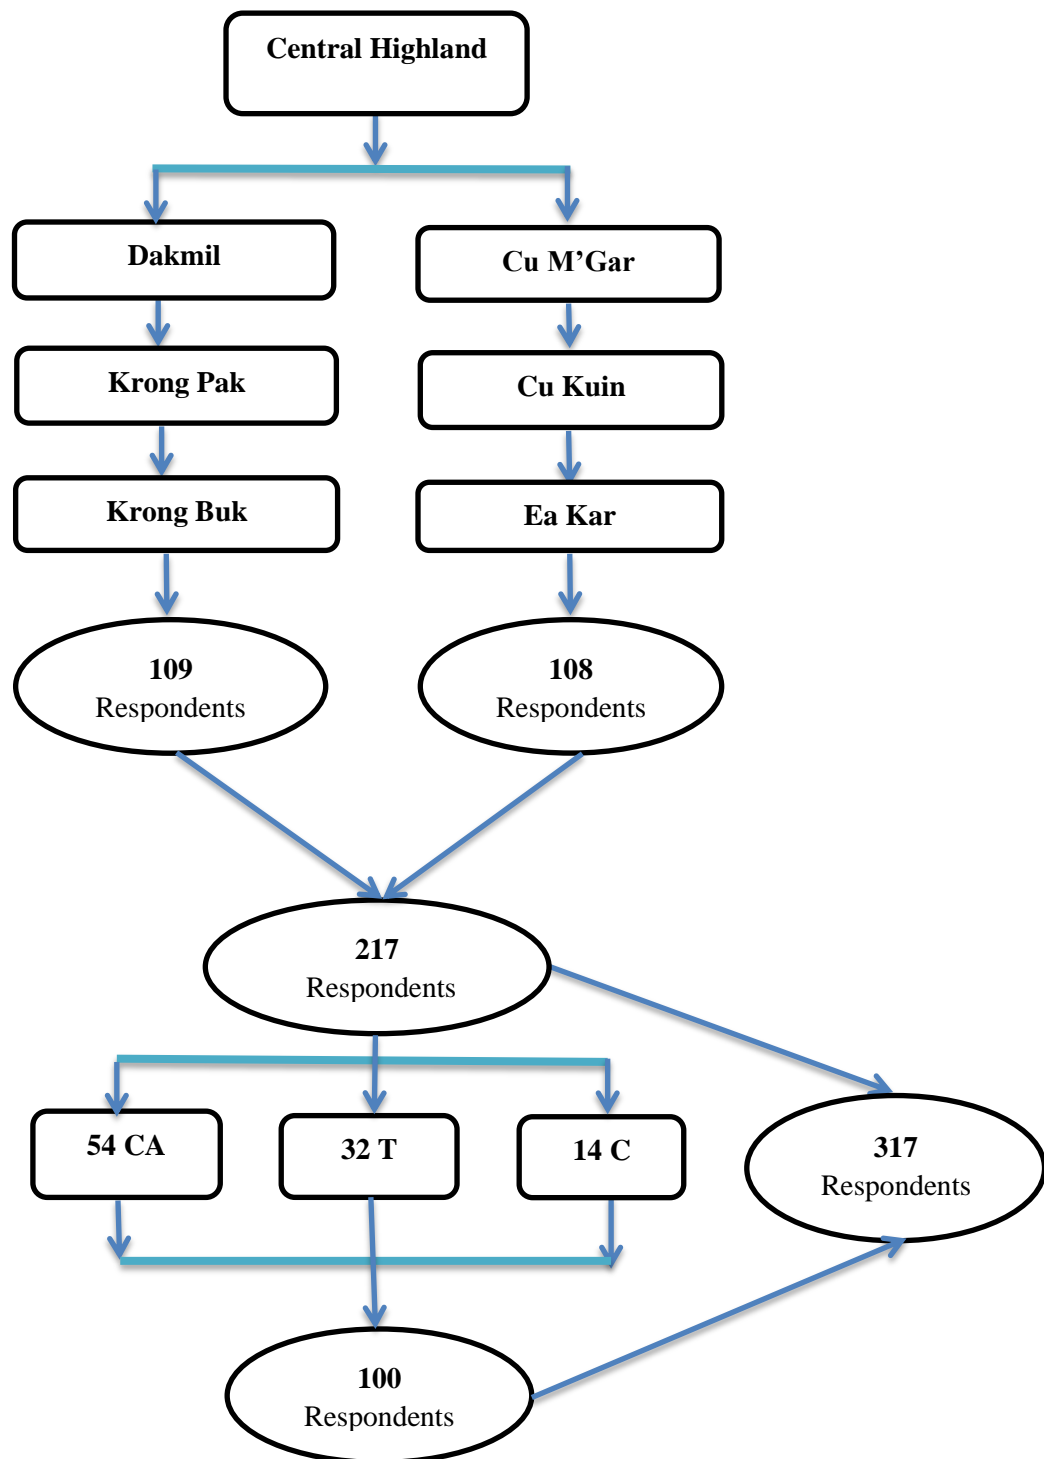 Central Highland
Dakmil
Cu M’Gar
Krong Pak
Cu Kuin
Krong Buk
Ea Kar
109
Respondents
108
Respondents
217
Respondents
54 CA
32 T
14 C
317
Respondents
100
Respondents